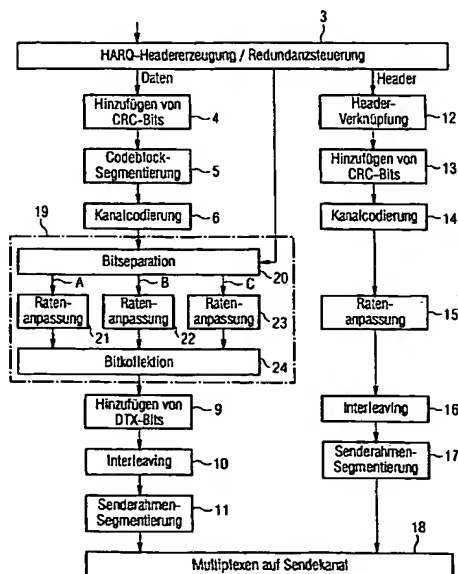 3
HARQ-Headererzeugung / Redundanzsteuerung
Daten
Header
Hinzufügen von
CRC-Bits
4
Header-
Verknüpfung
12
Codeblock-
Segmentierung
5
Hinzufügen von
CRC-Bits
13
Kanalcodierung
6
Kanalcodierung
14
19
Bitseparation
20
A
B
C
Raten-
anpassung
21
Raten-
anpassung
22
Raten-
anpassung
23
Raten-
anpassung
15
Bitkollektion
24
Hinzufügen von
DTX-Bits
9
Interleaving
16
Interleaving
10
Senderahmen-
Segmentierung
17
Senderahmen-
Segmentierung
11
18
Multiplexen auf Sendekanal